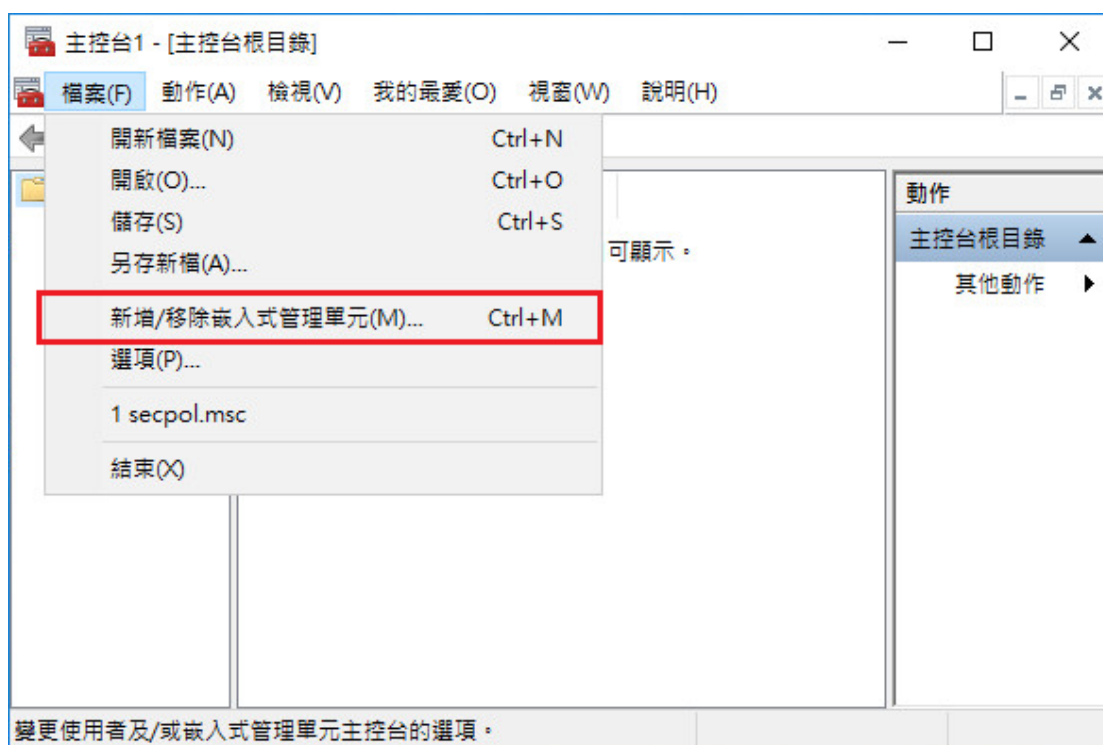 主控台1 - [主控台根目錄]
檔案(F) 動作(A) 檢視(V) 我的最愛(O) 視窗(W) 說明(H)
開新檔案(N) Ctrl+N
開啟(O)... Ctrl+O
儲存(S) Ctrl+S
另存新檔(A)...
新增/移除嵌入式管理單元(M)... Ctrl+M
選項(P)...
1 secpol.msc
結束(X)
可顯示。
動作
主控台根目錄
其他動作
變更使用者及/或嵌入式管理單元主控台的選項。